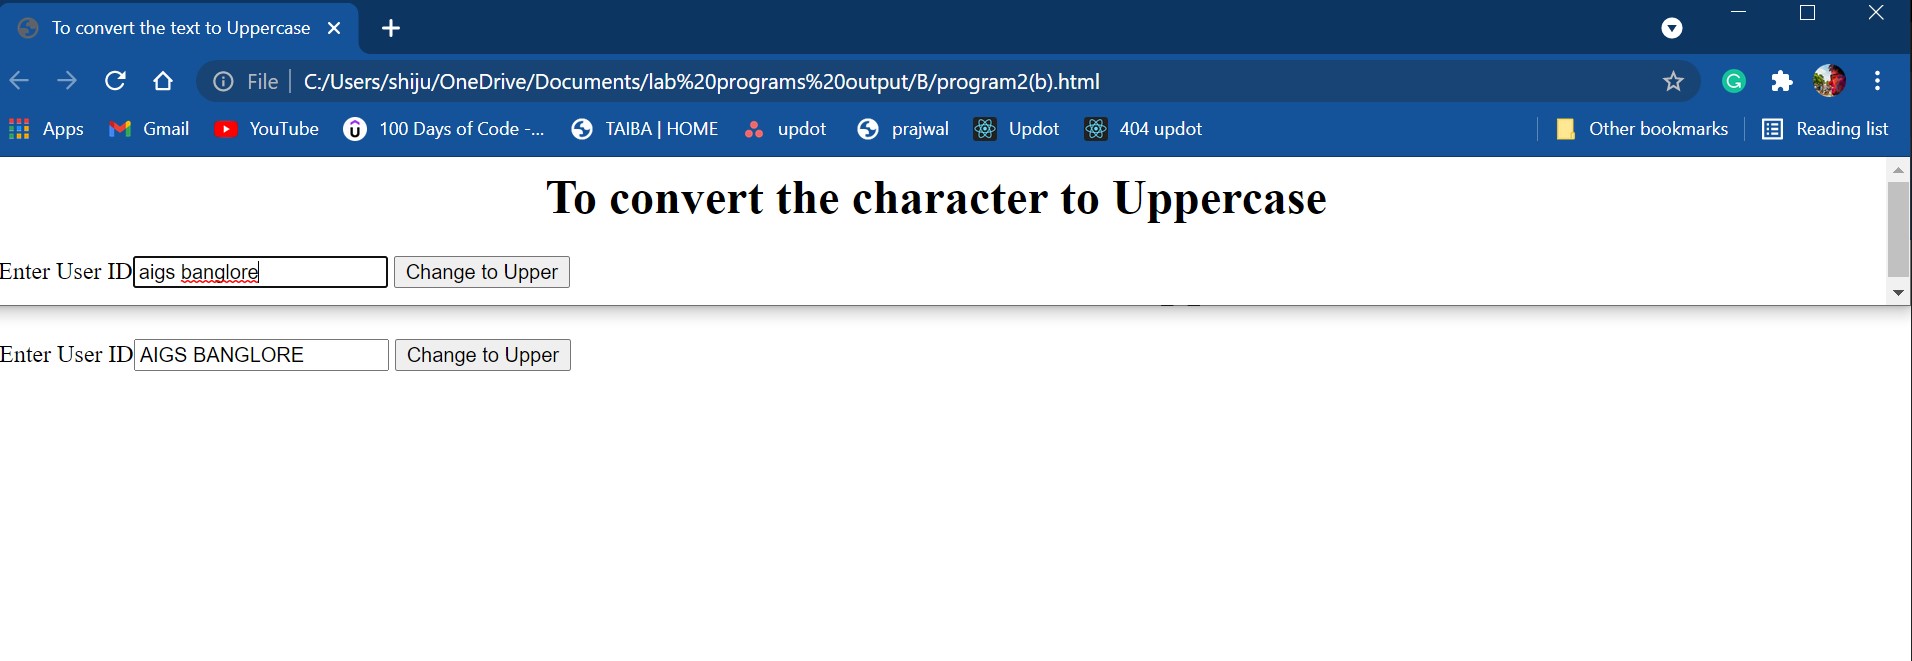 To convert the text to Uppercase
File C:/Users/shiju/OneDrive/Documents/lab%20programs%20output/B/program2(b).html
Apps Gmail YouTube 100 Days of Code -... TAIBA | HOME updot prajwal Updot 404 updot Other bookmarks Reading list
To convert the character to Uppercase
Enter User ID aigs banglore Change to Upper
Enter User ID AIGS BANGLORE Change to Upper